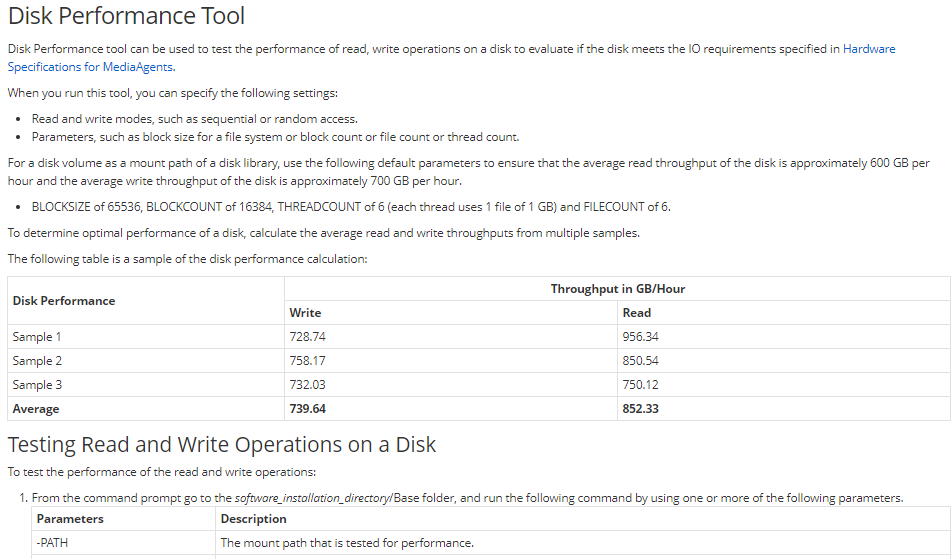 Disk Performance Tool
Disk Performance tool can be used to test the performance of read, write operations on a disk to evaluate if the disk meets the IO requirements specified in Hardware
Specifications for MediaAgents.
When you run this tool, you can specify the following settings:
• Read and write modes, such as sequential or random access.
• Parameters, such as block size for a file system or block count or file count or thread count.
For a disk volume as a mount path of a disk library, use the following default parameters to ensure that the average read throughput of the disk is approximately 600 GB per
hour and the average write throughput of the disk is approximately 700 GB per hour.
• BLOCKSIZE of 65536, BLOCKCOUNT of 16384, THREADCOUNT of 6 (each thread uses 1 file of 1 GB) and FILECOUNT of 6.
To determine optimal performance of a disk, calculate the average read and write throughputs from multiple samples.
The following table is a sample of the disk performance calculation:
Disk Performance
Throughput in GB/Hour
Write Read
Sample 1 728.74 956.34
Sample 2 758.17 850.54
Sample 3 732.03 750.12
Average 739.64 852.33
Testing Read and Write Operations on a Disk
To test the performance of the read and write operations:
1. From the command prompt go to the software_installation_directory/Base folder, and run the following command by using one or more of the following parameters.
Parameters Description
-PATH The mount path that is tested for performance.